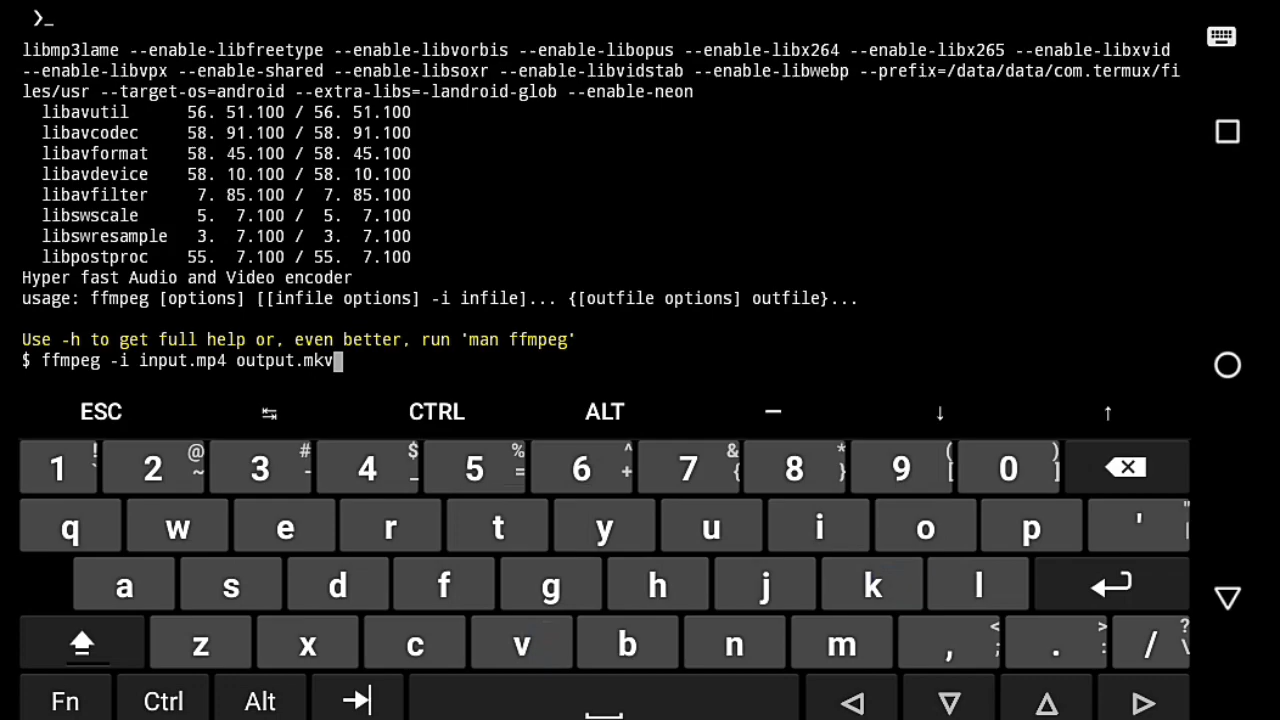 ❯_
libmp3lame --enable-libfreetype --enable-libvorbis --enable-libopus --enable-libx264 --enable-libx265 --enable-libxvid
--enable-libvpx --enable-shared --enable-libsoxr --enable-libvidstab --enable-libwebp --prefix=/data/data/com.termux/fi
les/usr --target-os=android --extra-libs=-landroid-glob --enable-neon
libavutil      56. 51.100 / 56. 51.100
libavcodec     58. 91.100 / 58. 91.100
libavformat    58. 45.100 / 58. 45.100
libavdevice    58. 10.100 / 58. 10.100
libavfilter     7. 85.100 /  7. 85.100
libswscale      5.  7.100 /  5.  7.100
libswresample   3.  7.100 /  3.  7.100
libpostproc    55.  7.100 / 55.  7.100
Hyper fast Audio and Video encoder
usage: ffmpeg [options] [[infile options] -i infile]... {[outfile options] outfile}...
Use -h to get full help or, even better, run 'man ffmpeg'
$ ffmpeg -i input.mp4 output.mkv
ESC ↹ CTRL ALT — ↓ ↑
1 ! ` 2 @ ~ 3 # - 4 $ _ 5 % = 6 ^ + 7 & { 8 * } 9 ( [ 0 ) ]
q w e r t y u i o p ' " |
a s d f g h j k l
z x c v b n m , < ; . > : / ? \
Fn Ctrl Alt